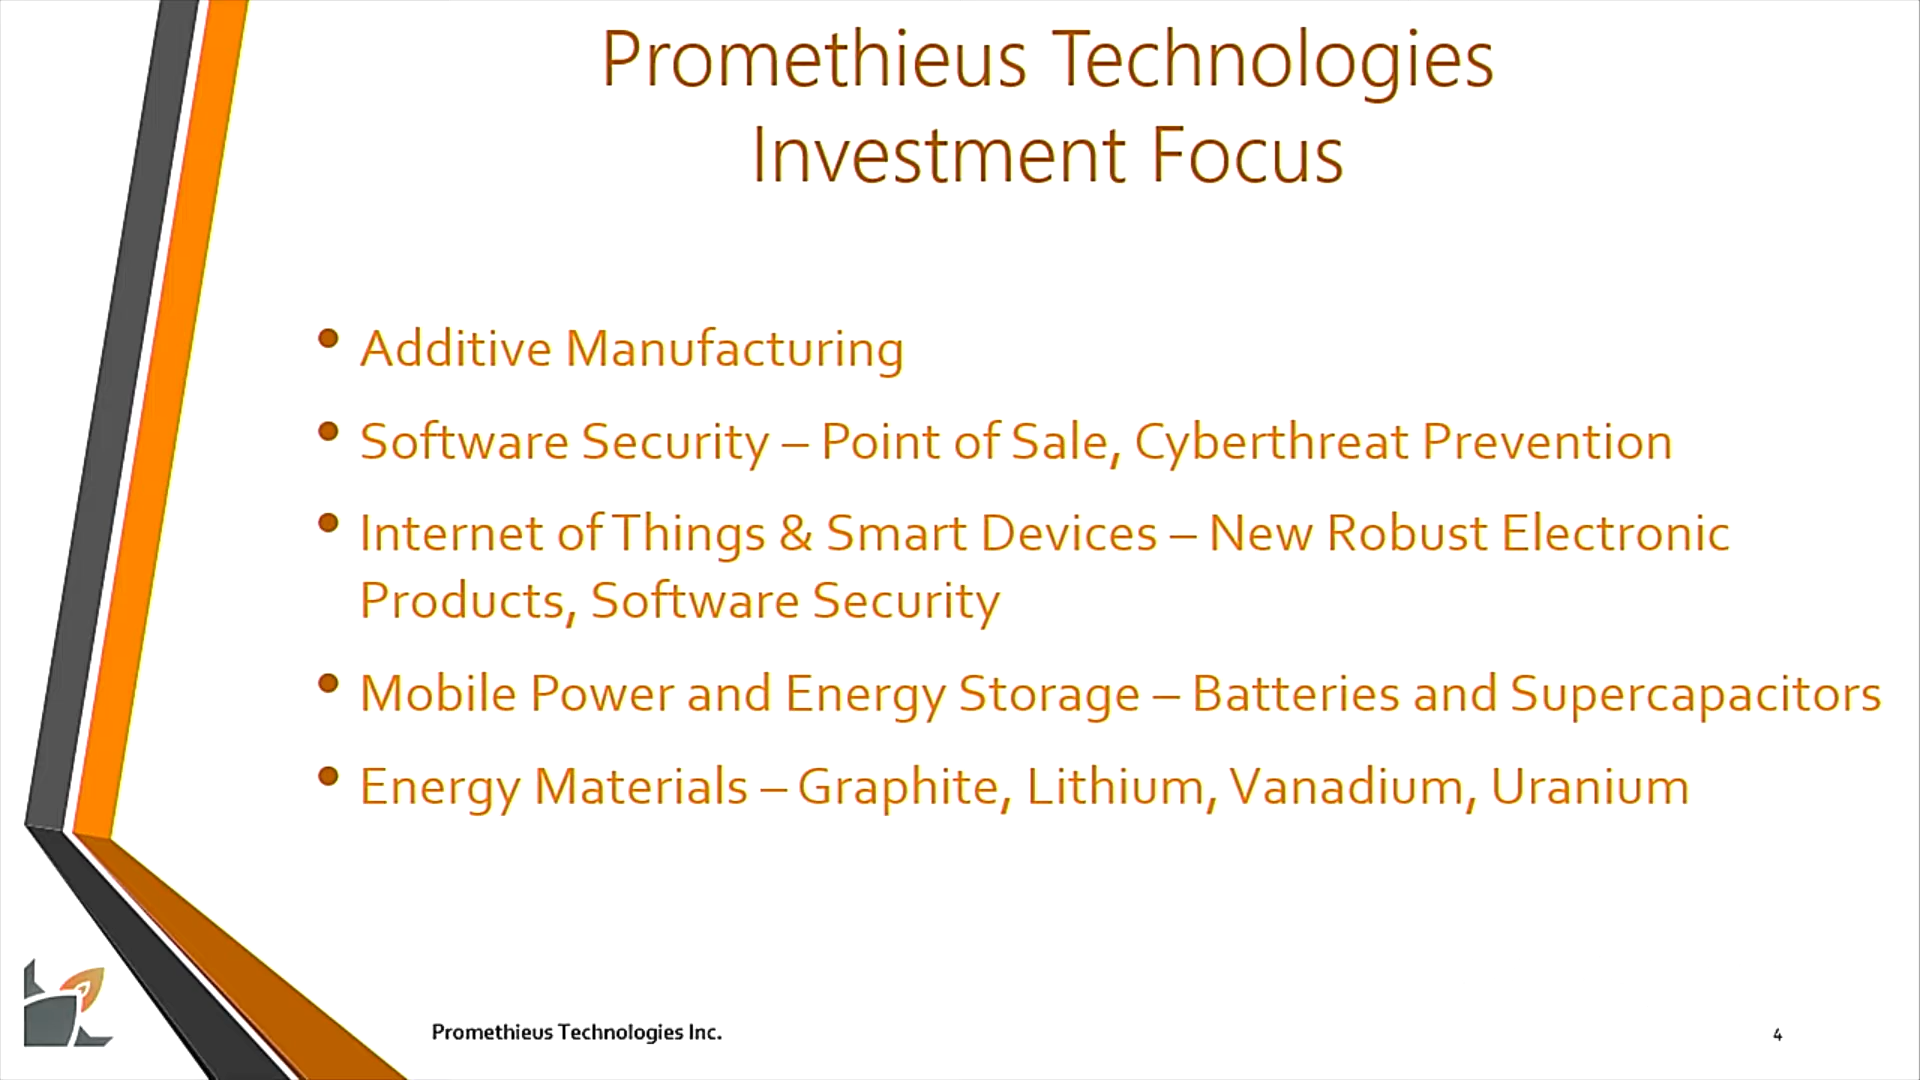 Promethieus Technologies
Investment Focus
• Additive Manufacturing
• Software Security – Point of Sale, Cyberthreat Prevention
• Internet of Things & Smart Devices – New Robust Electronic
Products, Software Security
• Mobile Power and Energy Storage – Batteries and Supercapacitors
• Energy Materials – Graphite, Lithium, Vanadium, Uranium
Promethieus Technologies Inc.
4